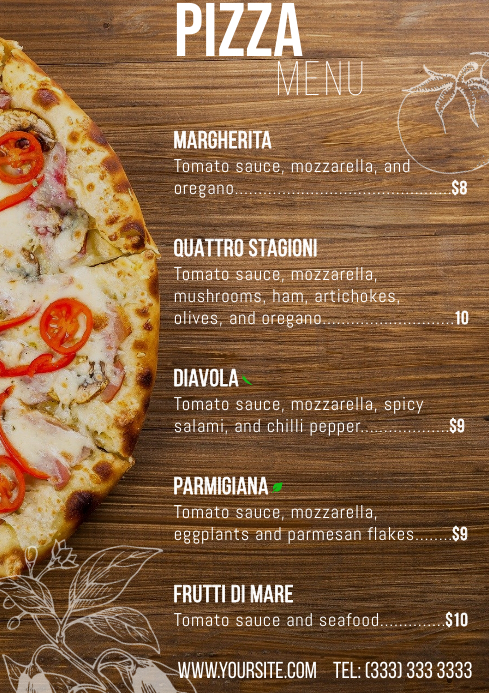 PIZZA
MENU
MARGHERITA
Tomato sauce, mozzarella, and
oregano..............................................$8
QUATTRO STAGIONI
Tomato sauce, mozzarella,
mushrooms, ham, artichokes,
olives, and oregano............................10
DIAVOLA
Tomato sauce, mozzarella, spicy
salami, and chilli pepper...................$9
PARMIGIANA
Tomato sauce, mozzarella,
eggplants and parmesan flakes.......$9
FRUTTI DI MARE
Tomato sauce and seafood..............$10
WWW.YOURSITE.COM TEL: (333) 333 3333